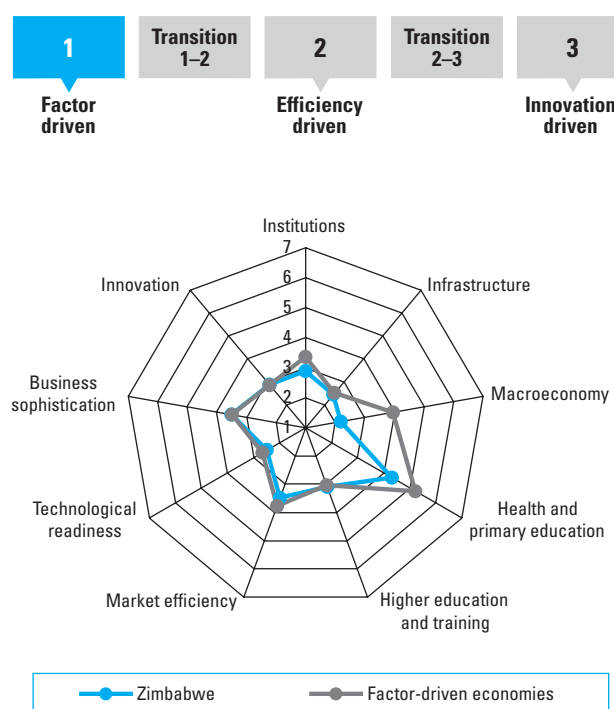 1
Transition
1–2
2
Transition
2–3
3
Factor
driven
Efficiency
driven
Innovation
driven
Institutions
7
6
5
4
3
2
1
Innovation
Infrastructure
Business
sophistication
Macroeconomy
Technological
readiness
Health and
primary education
Market efficiency
Higher education
and training
Zimbabwe
Factor-driven economies